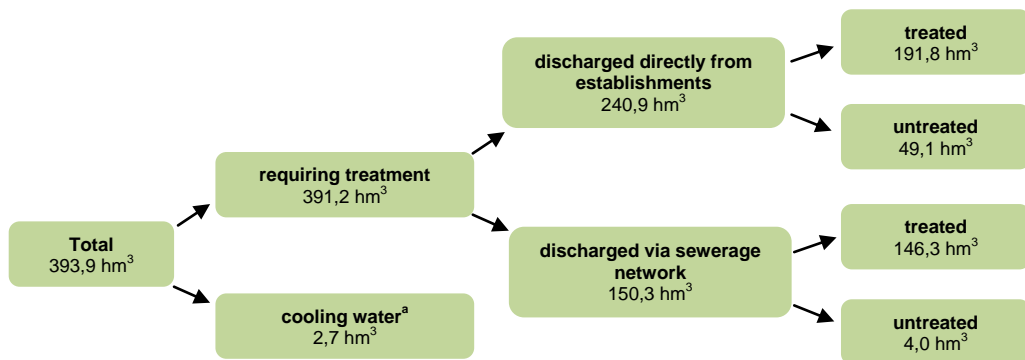 Total
393,9 hm³
requiring treatment
391,2 hm³
cooling waterᵃ
2,7 hm³
discharged directly from
establishments
240,9 hm³
discharged via sewerage
network
150,3 hm³
treated
191,8 hm³
untreated
49,1 hm³
treated
146,3 hm³
untreated
4,0 hm³